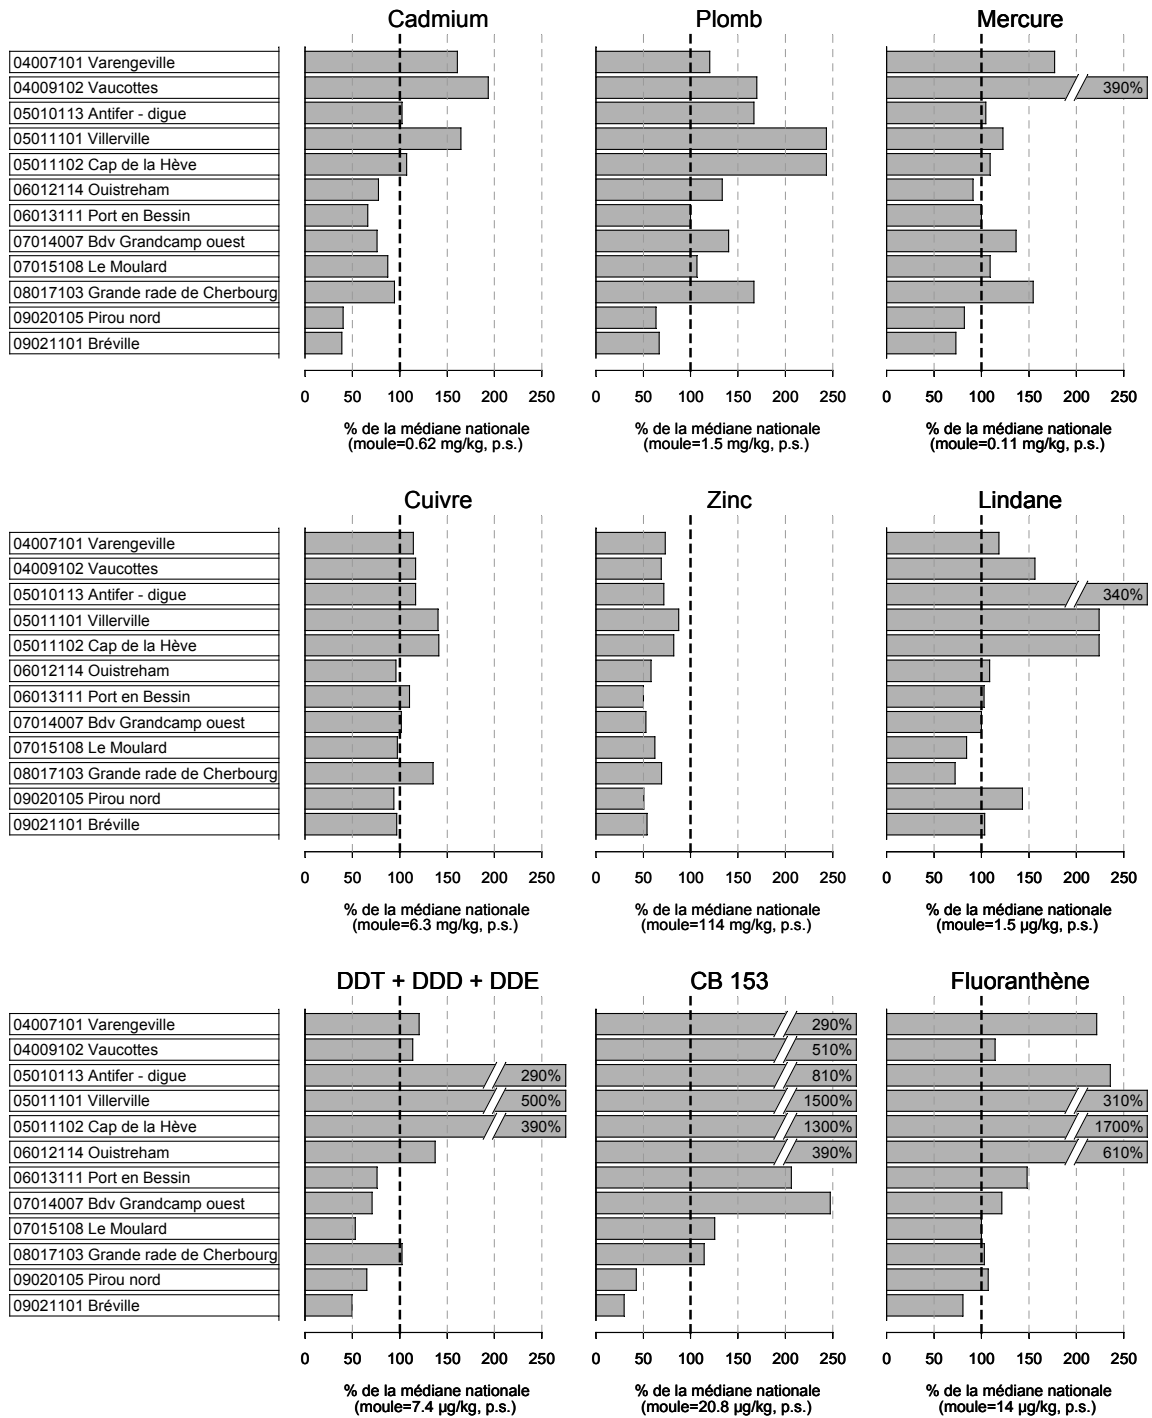 Cadmium Plomb Mercure
04007101 Varengeville
04009102 Vaucottes 390%
05010113 Antifer - digue
05011101 Villerville
05011102 Cap de la Hève
06012114 Ouistreham
06013111 Port en Bessin
07014007 Bdv Grandcamp ouest
07015108 Le Moulard
08017103 Grande rade de Cherbourg
09020105 Pirou nord
09021101 Bréville
0 50 100 150 200 250 0 50 100 150 200 250 0 50 100 150 200 250
% de la médiane nationale % de la médiane nationale % de la médiane nationale
(moule=0.62 mg/kg, p.s.) (moule=1.5 mg/kg, p.s.) (moule=0.11 mg/kg, p.s.)
Cuivre Zinc Lindane
04007101 Varengeville
04009102 Vaucottes
05010113 Antifer - digue 340%
05011101 Villerville
05011102 Cap de la Hève
06012114 Ouistreham
06013111 Port en Bessin
07014007 Bdv Grandcamp ouest
07015108 Le Moulard
08017103 Grande rade de Cherbourg
09020105 Pirou nord
09021101 Bréville
0 50 100 150 200 250 0 50 100 150 200 250 0 50 100 150 200 250
% de la médiane nationale % de la médiane nationale % de la médiane nationale
(moule=6.3 mg/kg, p.s.) (moule=114 mg/kg, p.s.) (moule=1.5 µg/kg, p.s.)
DDT + DDD + DDE CB 153 Fluoranthène
04007101 Varengeville 290%
04009102 Vaucottes 510%
05010113 Antifer - digue 290% 810%
05011101 Villerville 500% 1500% 310%
05011102 Cap de la Hève 390% 1300% 1700%
06012114 Ouistreham 390% 610%
06013111 Port en Bessin
07014007 Bdv Grandcamp ouest
07015108 Le Moulard
08017103 Grande rade de Cherbourg
09020105 Pirou nord
09021101 Bréville
0 50 100 150 200 250 0 50 100 150 200 250 0 50 100 150 200 250
% de la médiane nationale % de la médiane nationale % de la médiane nationale
(moule=7.4 µg/kg, p.s.) (moule=20.8 µg/kg, p.s.) (moule=14 µg/kg, p.s.)